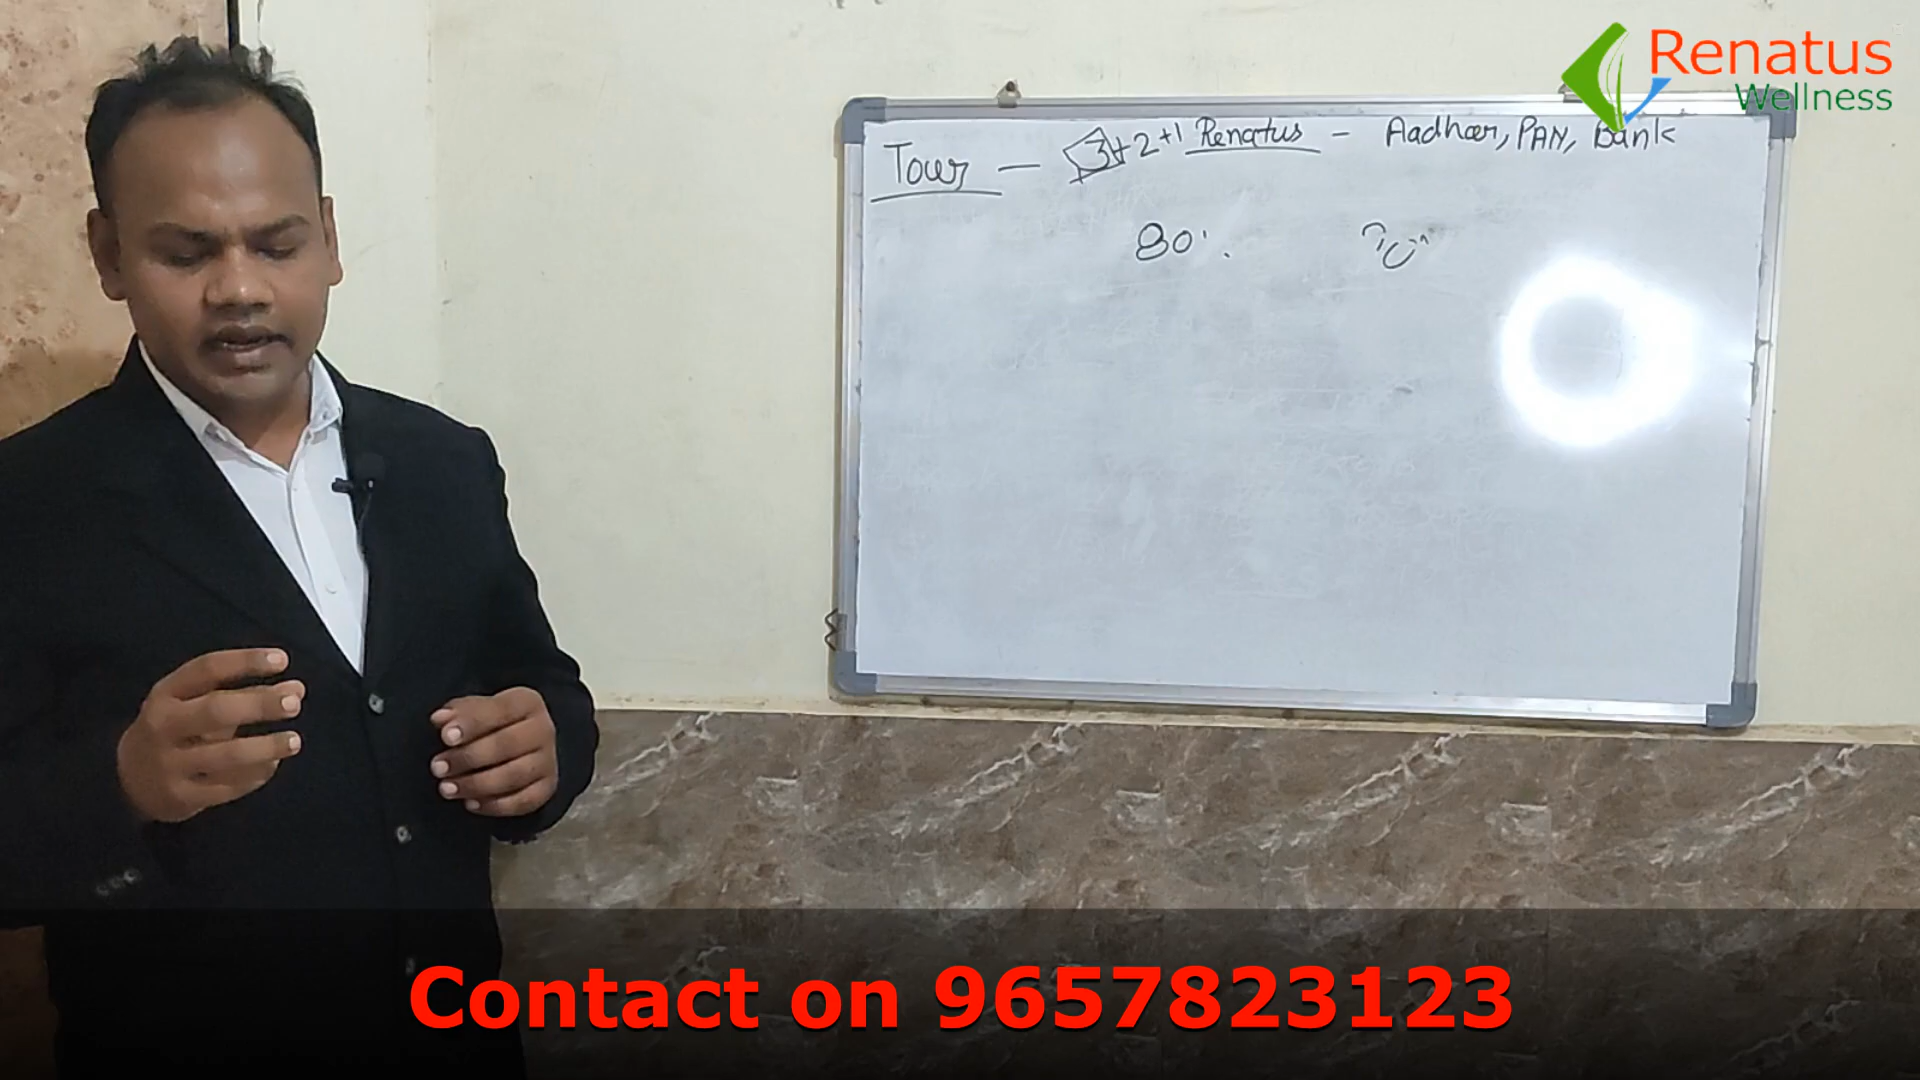 Renatus
Wellness
Tour — 3+2+1 Renatus - Aadhaar, PAN, Bank
80%
Contact on 9657823123